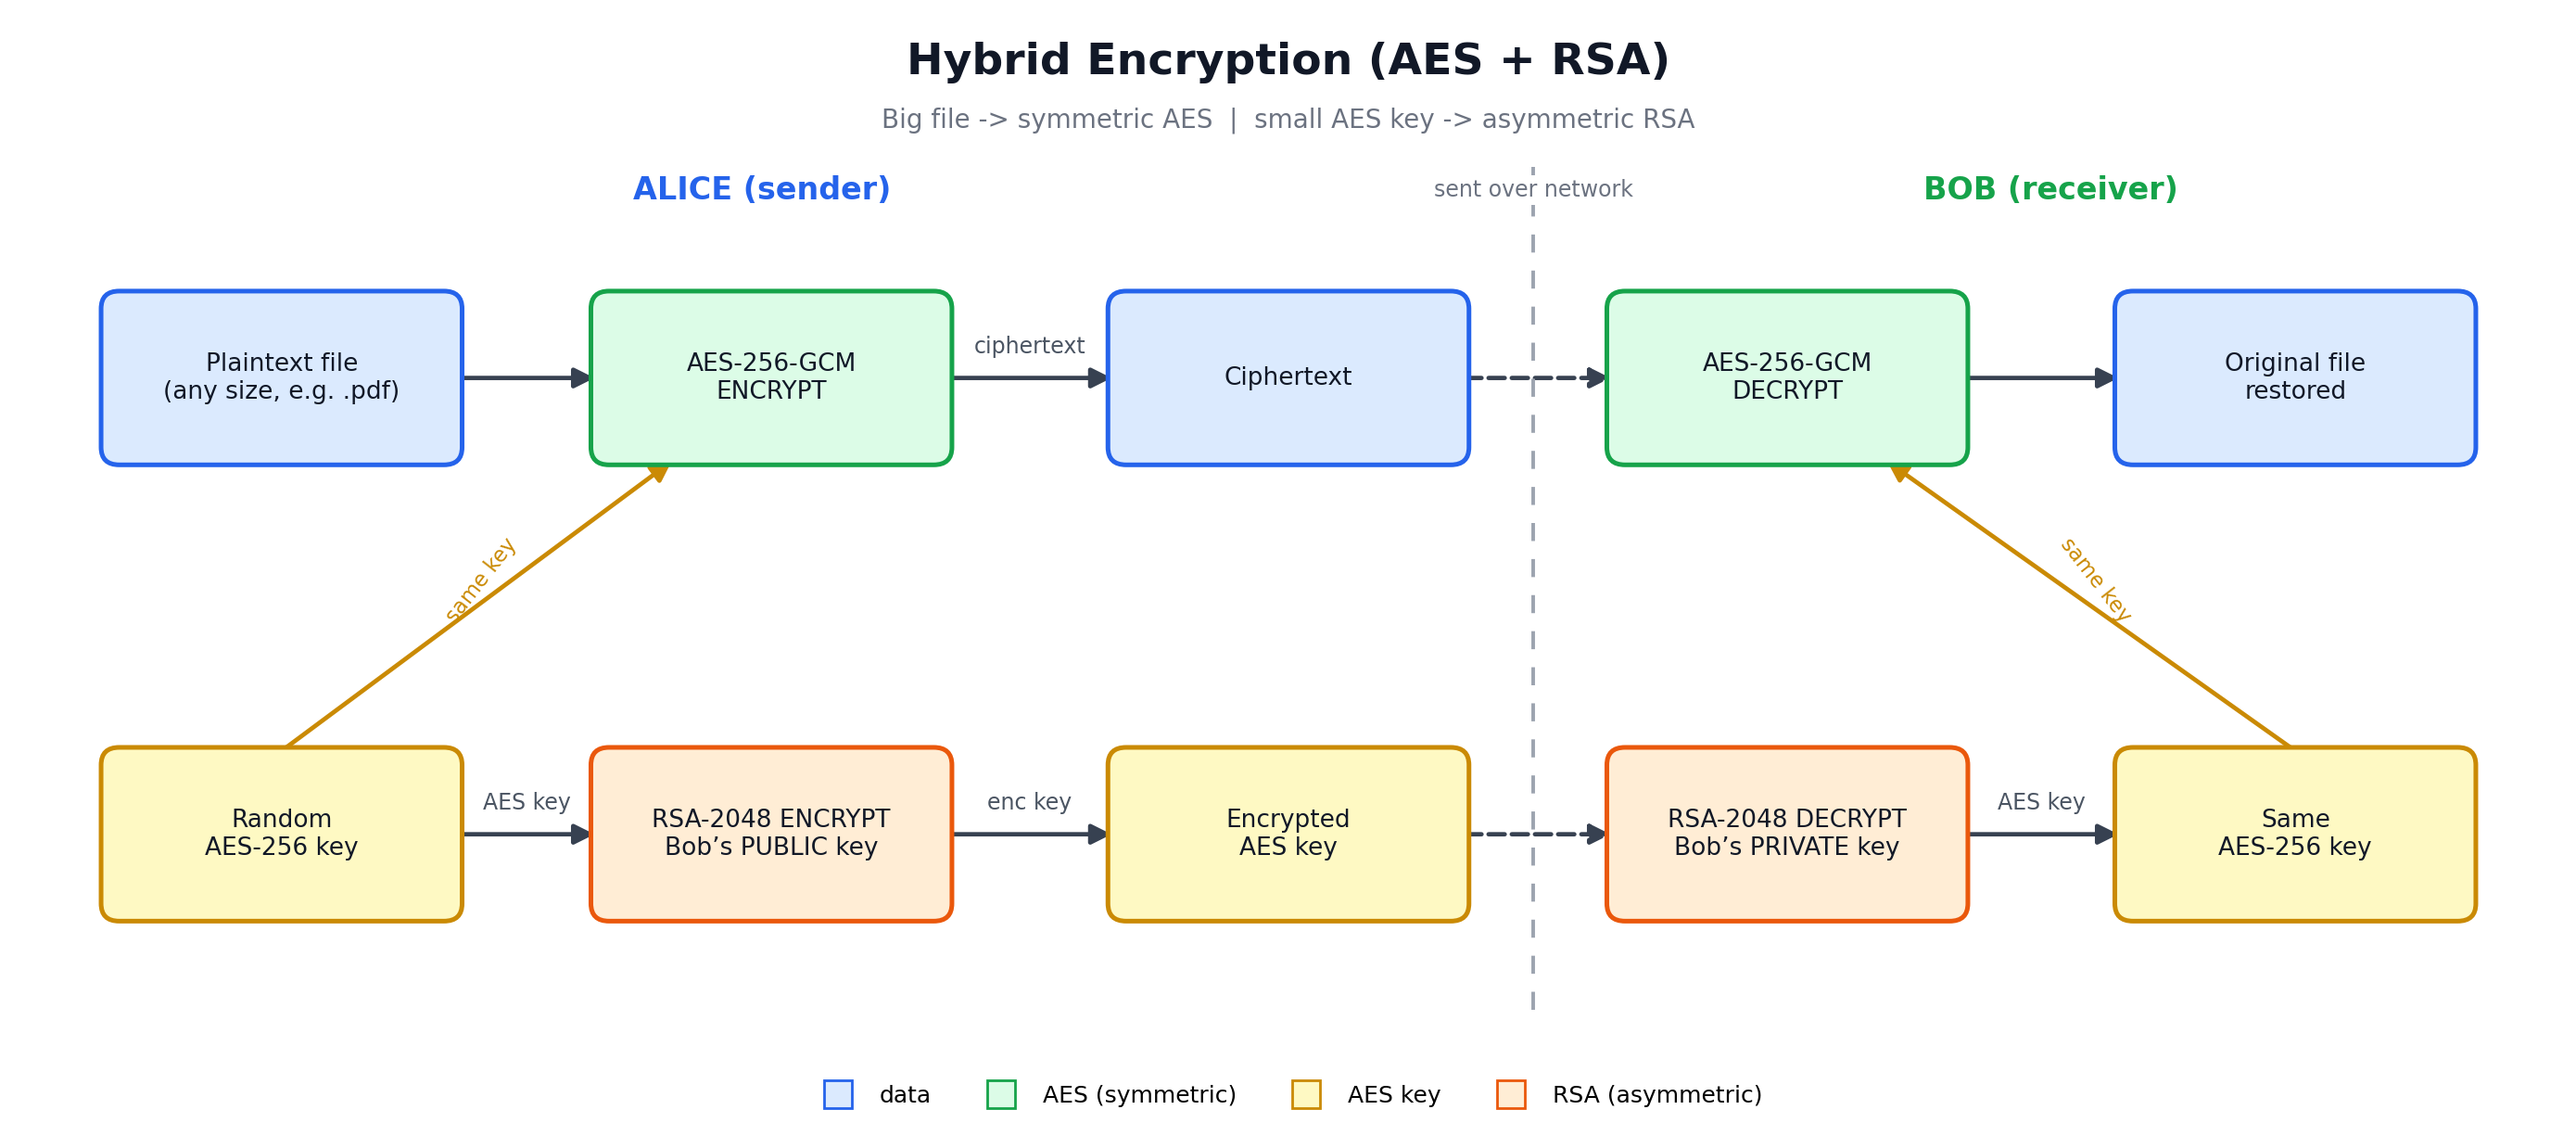 Hybrid Encryption (AES + RSA)
Big file -> symmetric AES | small AES key -> asymmetric RSA
ALICE (sender)
sent over network
BOB (receiver)
Plaintext file
(any size, e.g. .pdf)
AES-256-GCM
ENCRYPT
ciphertext
Ciphertext
AES-256-GCM
DECRYPT
Original file
restored
same key
same key
Random
AES-256 key
AES key
RSA-2048 ENCRYPT
Bob’s PUBLIC key
enc key
Encrypted
AES key
RSA-2048 DECRYPT
Bob’s PRIVATE key
AES key
Same
AES-256 key
data
AES (symmetric)
AES key
RSA (asymmetric)